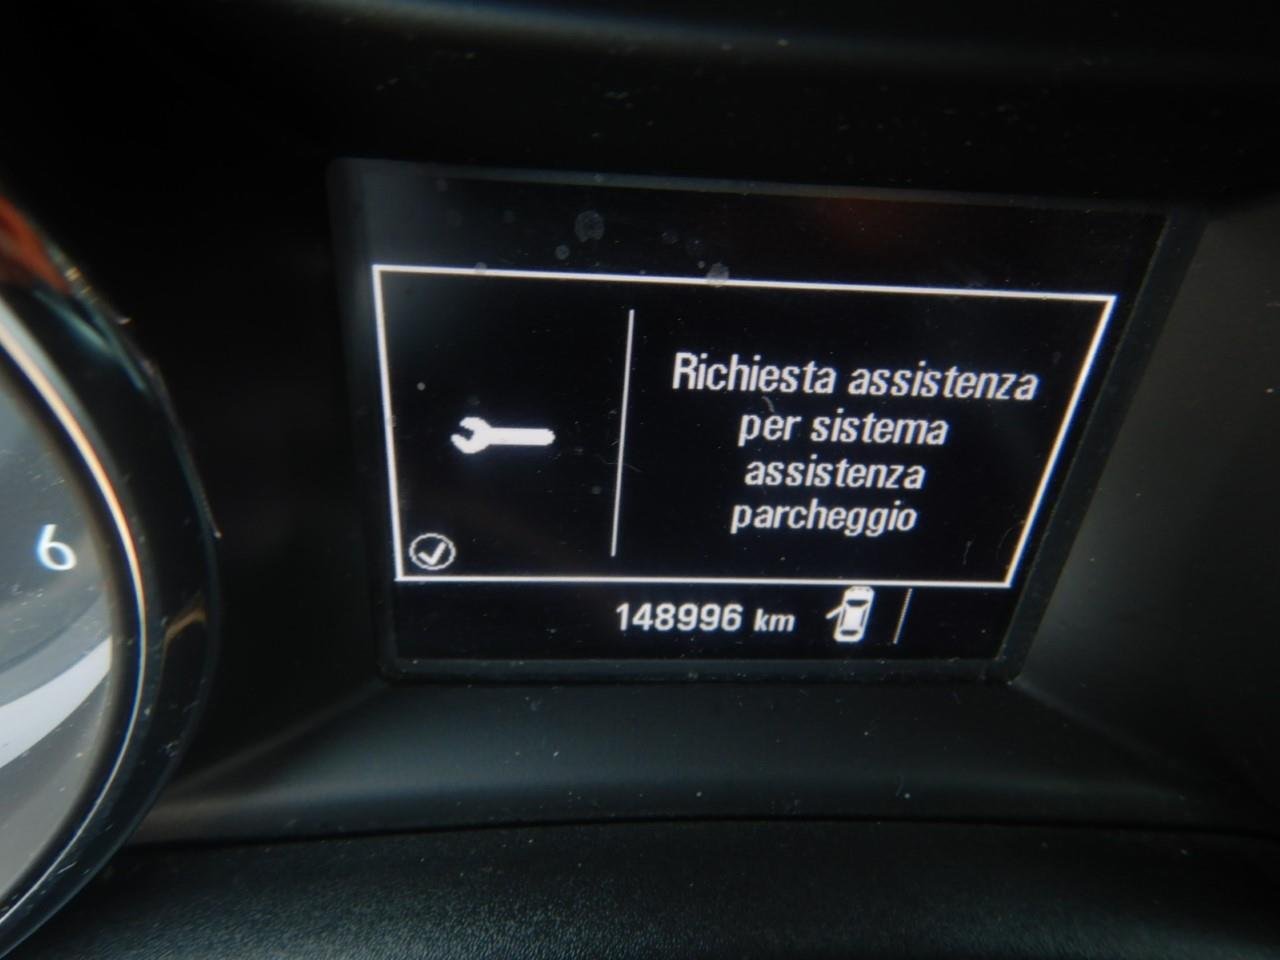 Richiesta assistenza
per sistema
assistenza
parcheggio
148996 km
6